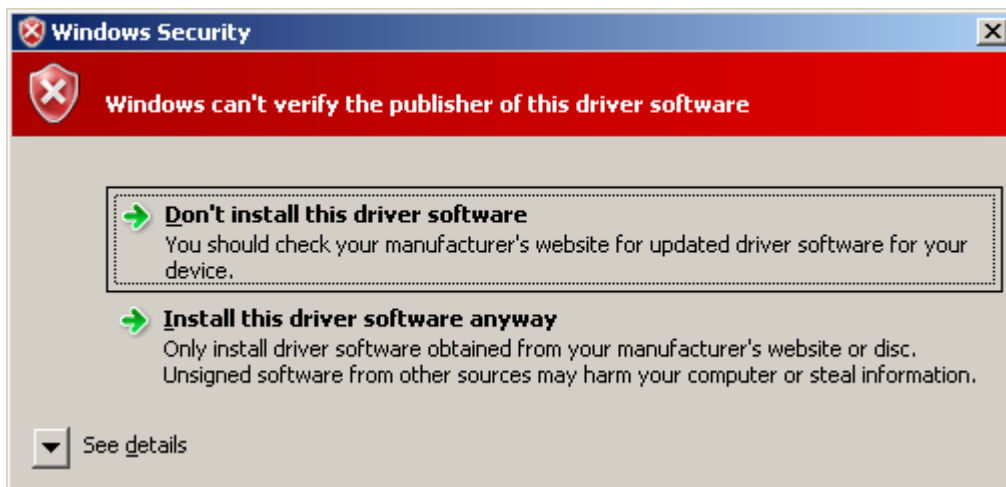 Windows Security
Windows can't verify the publisher of this driver software
Don't install this driver software
You should check your manufacturer's website for updated driver software for your
device.
Install this driver software anyway
Only install driver software obtained from your manufacturer's website or disc.
Unsigned software from other sources may harm your computer or steal information.
See details